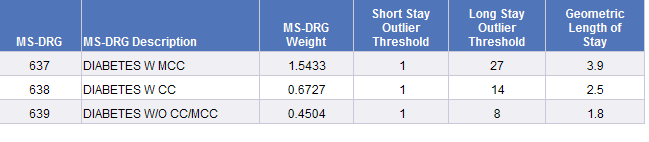 MS-DRG MS-DRG Description MS-DRG Weight Short Stay Outlier Threshold Long Stay Outlier Threshold Geometric Length of Stay
637 DIABETES W MCC 1.5433 1 27 3.9
638 DIABETES W CC 0.6727 1 14 2.5
639 DIABETES W/O CC/MCC 0.4504 1 8 1.8